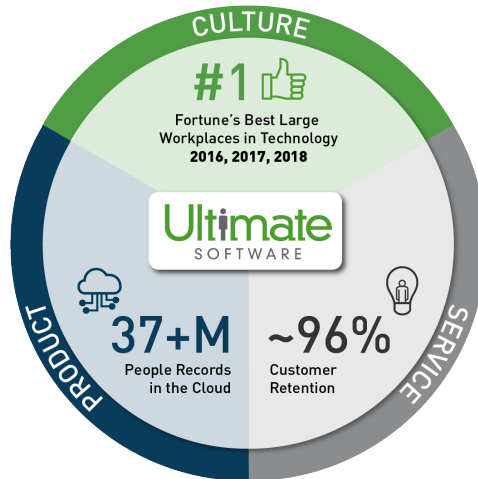 CULTURE
#1
Fortune's Best Large
Workplaces in Technology
2016, 2017, 2018
Ultimate
SOFTWARE
PRODUCT
37+M
People Records
in the Cloud
SERVICE
~96%
Customer
Retention